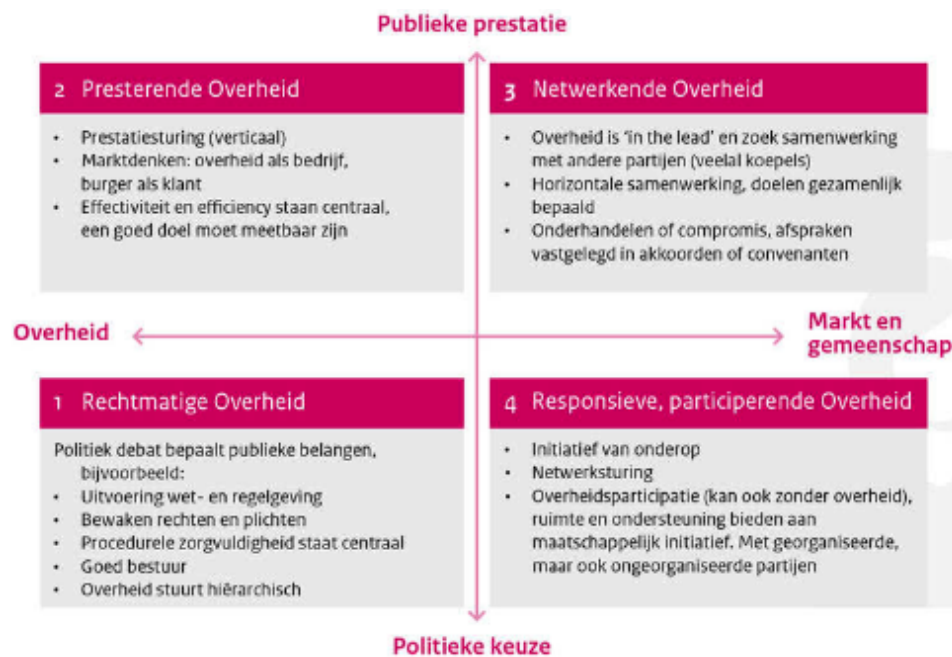 Publieke prestatie
2 Presterende Overheid
• Prestatiesturing (verticaal)
• Marktdenken: overheid als bedrijf,
burger als klant
• Effectiviteit en efficiency staan centraal,
een goed doel moet meetbaar zijn
3 Netwerkende Overheid
• Overheid is ‘in the lead’ en zoek samenwerking
met andere partijen (veelal koepels)
• Horizontale samenwerking, doelen gezamenlijk
bepaald
• Onderhandelen of compromis, afspraken
vastgelegd in akkoorden of convenanten
Overheid
Markt en
gemeenschap
1 Rechtmatige Overheid
Politiek debat bepaalt publieke belangen,
bijvoorbeeld:
• Uitvoering wet- en regelgeving
• Bewaken rechten en plichten
• Procedurele zorgvuldigheid staat centraal
• Goed bestuur
• Overheid stuurt hiërarchisch
4 Responsieve, participerende Overheid
• Initiatief van onderop
• Netwerksturing
• Overheidsparticipatie (kan ook zonder overheid),
ruimte en ondersteuning bieden aan
maatschappelijk initiatief. Met georganiseerde,
maar ook ongeorganiseerde partijen
Politieke keuze